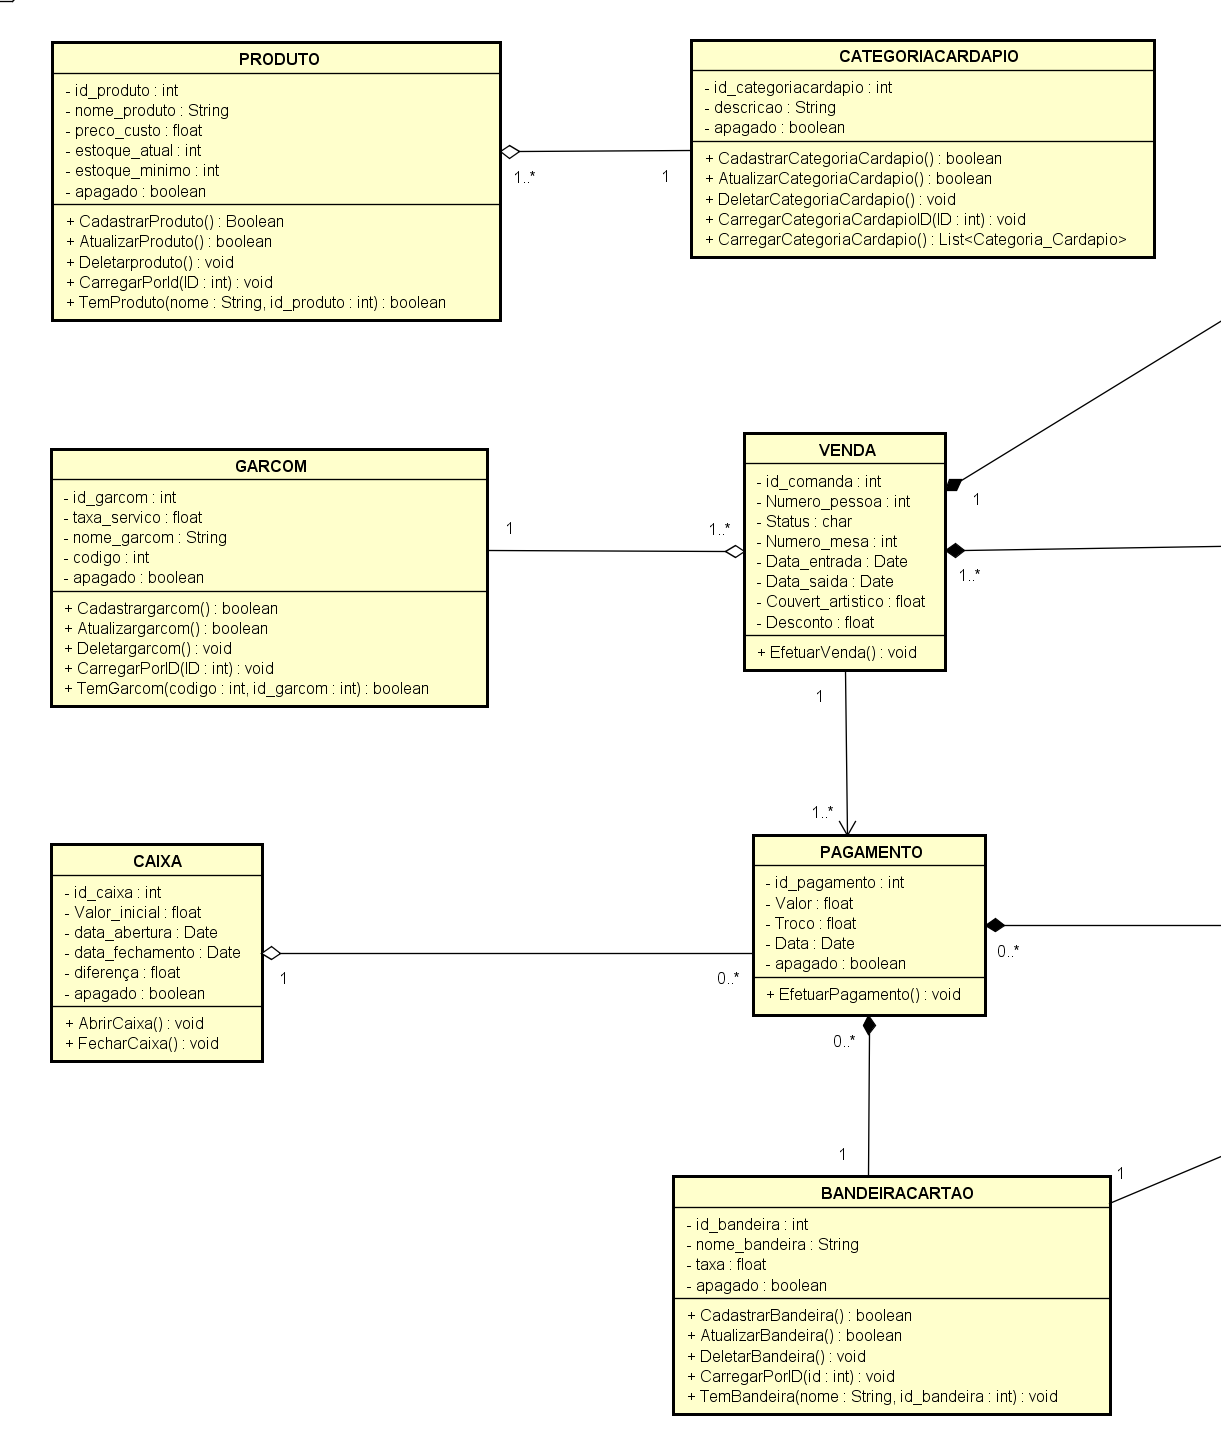 PRODUTO
- id_produto : int
- nome_produto : String
- preco_custo : float
- estoque_atual : int
- estoque_minimo : int
- apagado : boolean
+ CadastrarProduto() : Boolean
+ AtualizarProduto() : boolean
+ Deletarproduto() : void
+ CarregarPorId(ID : int) : void
+ TemProduto(nome : String, id_produto : int) : boolean
1..*
1
CATEGORIACARDAPIO
- id_categoriacardapio : int
- descricao : String
- apagado : boolean
+ CadastrarCategoriaCardapio() : boolean
+ AtualizarCategoriaCardapio() : boolean
+ DeletarCategoriaCardapio() : void
+ CarregarCategoriaCardapioID(ID : int) : void
+ CarregarCategoriaCardapio() : List<Categoria_Cardapio>
GARCOM
- id_garcom : int
- taxa_servico : float
- nome_garcom : String
- codigo : int
- apagado : boolean
+ Cadastrargarcom() : boolean
+ Atualizargarcom() : boolean
+ Deletargarcom() : void
+ CarregarPorID(ID : int) : void
+ TemGarcom(codigo : int, id_garcom : int) : boolean
1
1..*
VENDA
- id_comanda : int
- Numero_pessoa : int
- Status : char
- Numero_mesa : int
- Data_entrada : Date
- Data_saida : Date
- Couvert_artistico : float
- Desconto : float
+ EfetuarVenda() : void
1
1..*
1
1..*
CAIXA
- id_caixa : int
- Valor_inicial : float
- data_abertura : Date
- data_fechamento : Date
- diferença : float
- apagado : boolean
+ AbrirCaixa() : void
+ FecharCaixa() : void
1
0..*
PAGAMENTO
- id_pagamento : int
- Valor : float
- Troco : float
- Data : Date
- apagado : boolean
+ EfetuarPagamento() : void
0..*
0..*
1
1
BANDEIRACARTAO
- id_bandeira : int
- nome_bandeira : String
- taxa : float
- apagado : boolean
+ CadastrarBandeira() : boolean
+ AtualizarBandeira() : boolean
+ DeletarBandeira() : void
+ CarregarPorID(id : int) : void
+ TemBandeira(nome : String, id_bandeira : int) : void